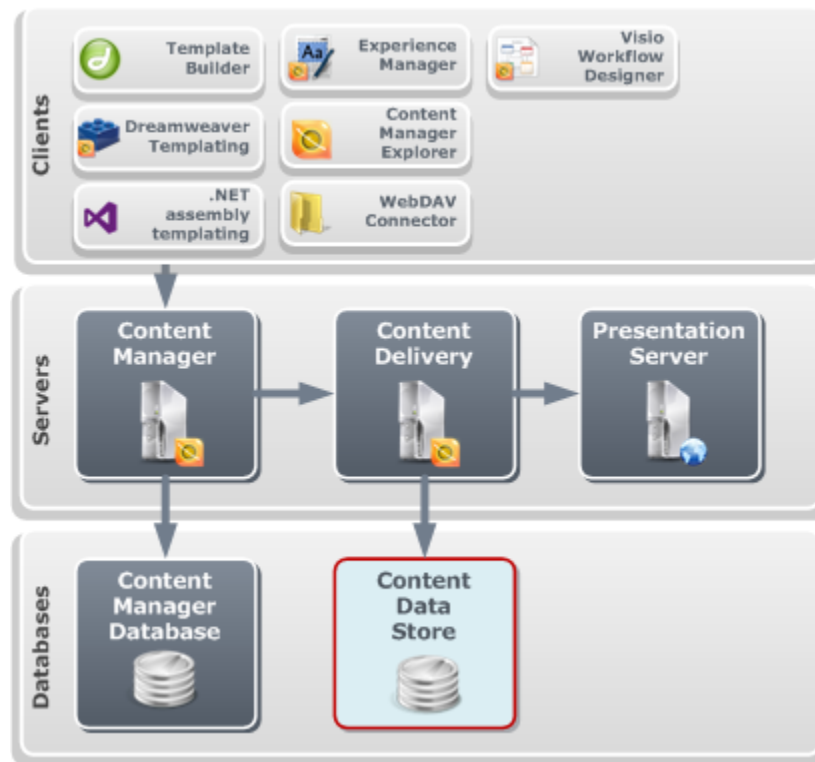 Clients
Template
Builder
Experience
Manager
Visio
Workflow
Designer
Dreamweaver
Templating
Content
Manager
Explorer
.NET
assembly
templating
WebDAV
Connector
Servers
Content
Manager
Content
Delivery
Presentation
Server
Databases
Content
Manager
Database
Content
Data
Store